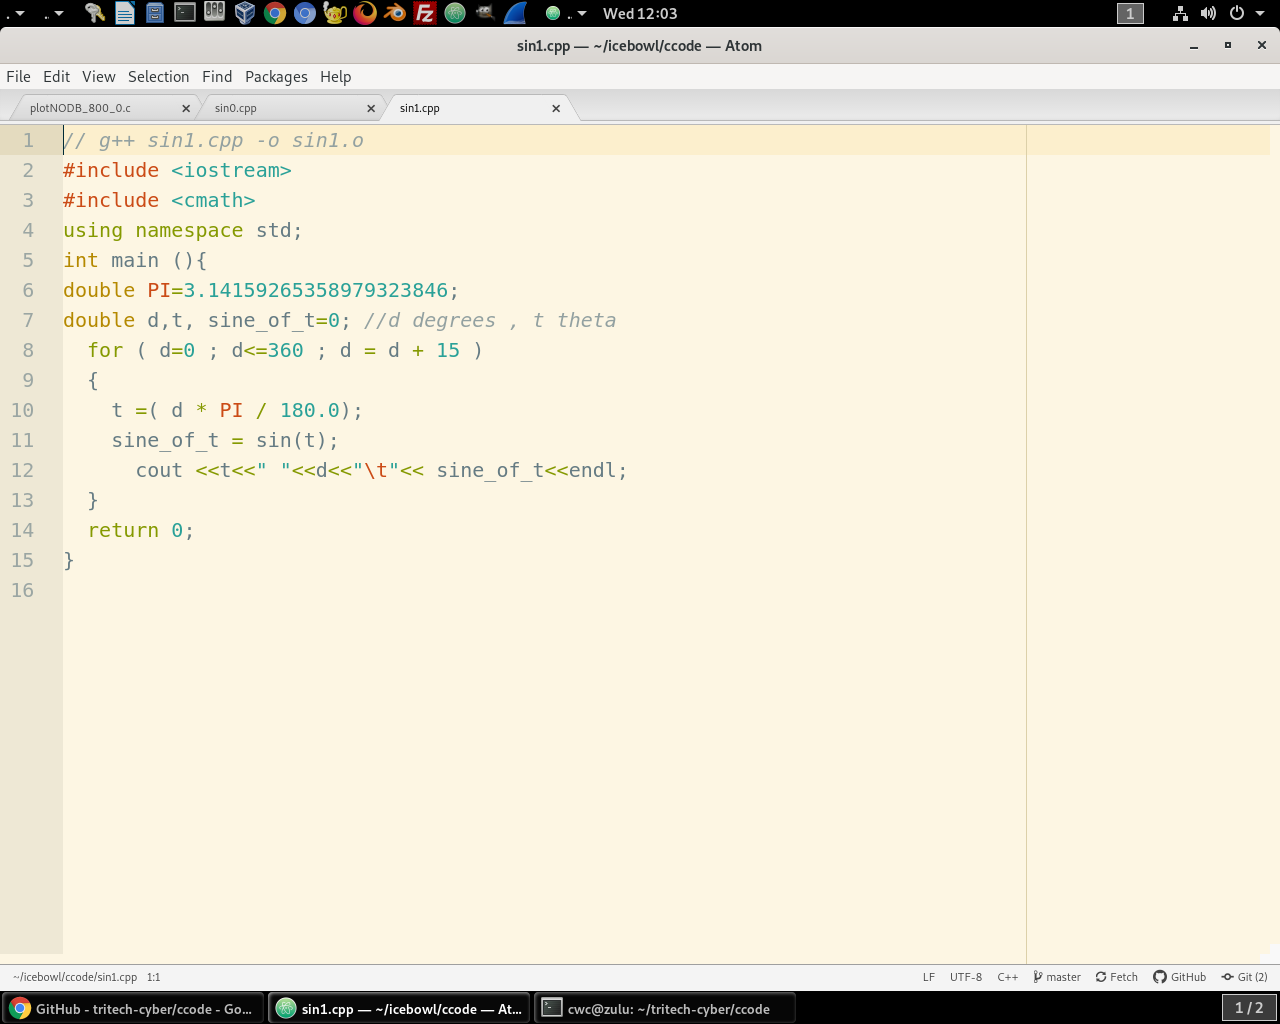 Wed 12:03
1
sin1.cpp — ~/icebowl/ccode — Atom
File Edit View Selection Find Packages Help
plotNODB_800_0.c sin0.cpp sin1.cpp
1 // g++ sin1.cpp -o sin1.o
2 #include <iostream>
3 #include <cmath>
4 using namespace std;
5 int main (){
6 double PI=3.14159265358979323846;
7 double d,t, sine_of_t=0; //d degrees , t theta
8   for ( d=0 ; d<=360 ; d = d + 15 )
9   {
10     t =( d * PI / 180.0);
11     sine_of_t = sin(t);
12       cout <<t<<" "<<d<<"\t"<< sine_of_t<<endl;
13   }
14   return 0;
15 }
16
~/icebowl/ccode/sin1.cpp 1:1 LF UTF-8 C++ master Fetch GitHub Git (2)
GitHub - tritech-cyber/ccode - Go... sin1.cpp — ~/icebowl/ccode — At... cwc@zulu: ~/tritech-cyber/ccode 1 / 2